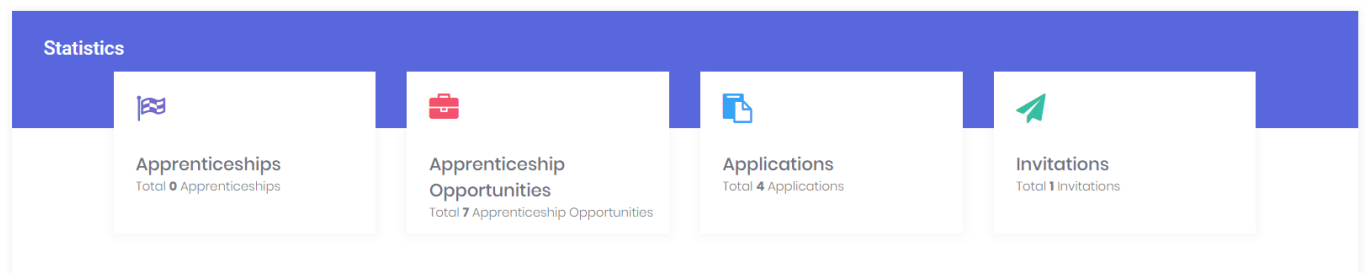 Statistics
Apprenticeships
Total 0 Apprenticeships
Apprenticeship
Opportunities
Total 7 Apprenticeship Opportunities
Applications
Total 4 Applications
Invitations
Total 1 Invitations